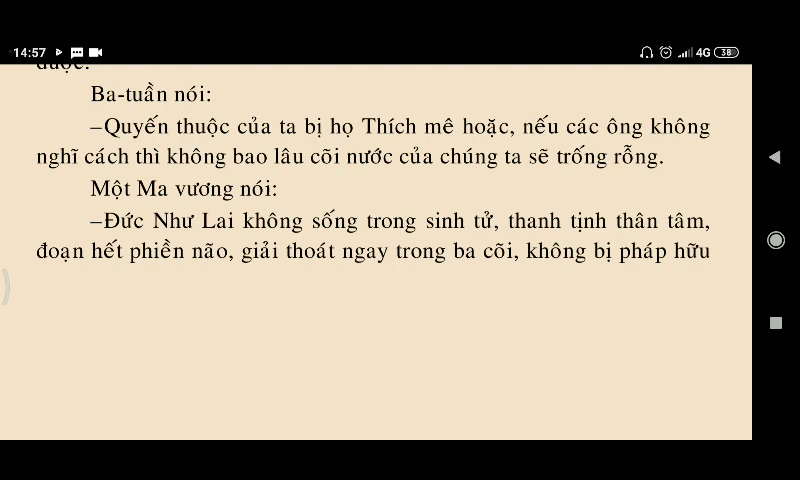 14:57
4G 38
được.
Ba-tuần nói:
–Quyến thuộc của ta bị họ Thích mê hoặc, nếu các ông không
nghĩ cách thì không bao lâu cõi nước của chúng ta sẽ trống rỗng.
Một Ma vương nói:
–Đức Như Lai không sống trong sinh tử, thanh tịnh thân tâm,
đoạn hết phiền não, giải thoát ngay trong ba cõi, không bị pháp hữu